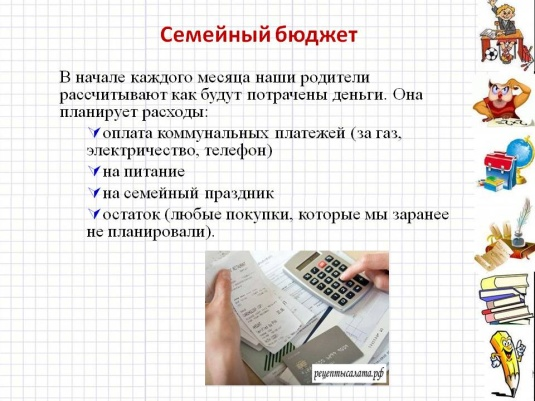 Семейный бюджет
В начале каждого месяца наши родители
рассчитывают как будут потрачены деньги. Она
планирует расходы:
оплата коммунальных платежей (за газ,
электричество, телефон)
на питание
на семейный праздник
остаток (любые покупки, которые мы заранее
не планировали).
рецептысалата.рф